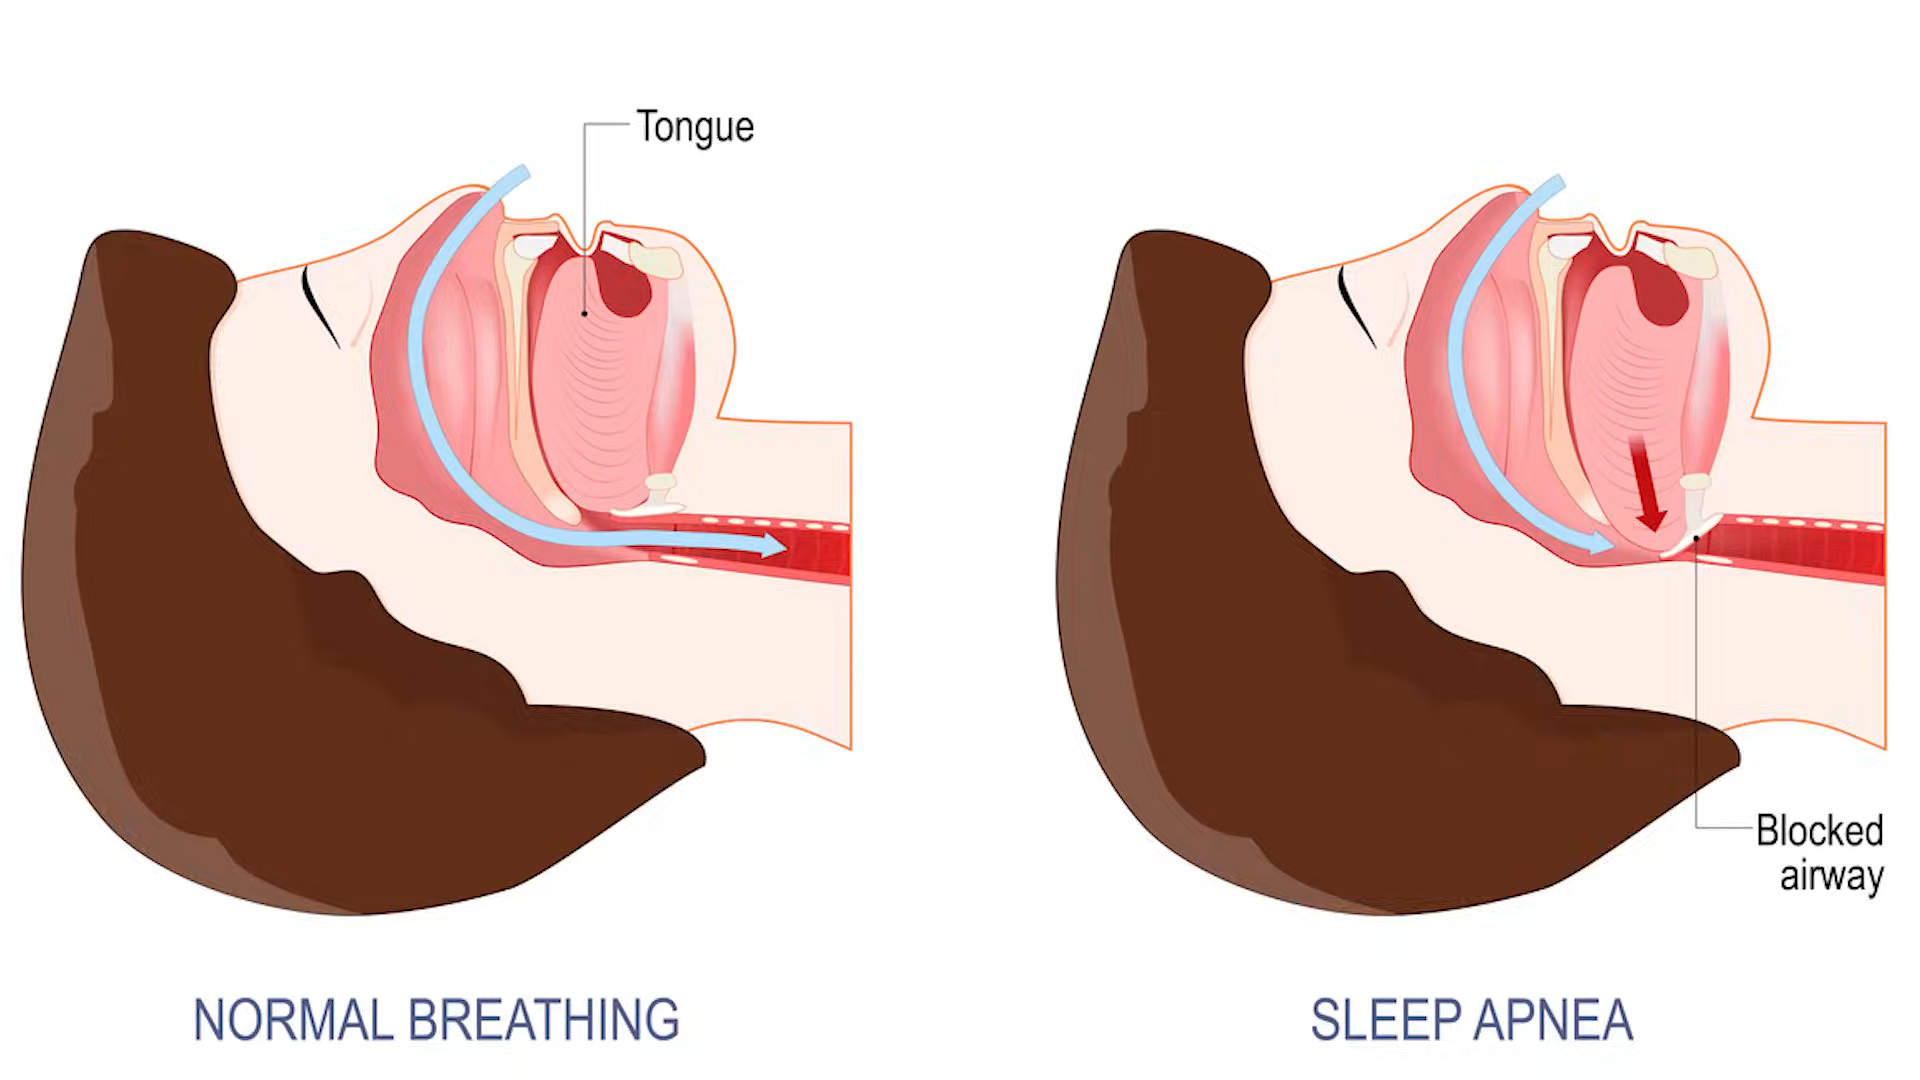 Tongue
Blocked
airway
NORMAL BREATHING
SLEEP APNEA